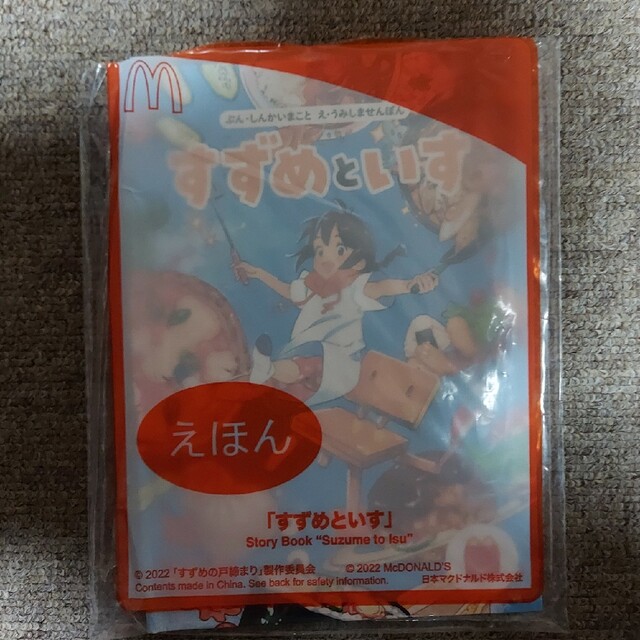 ぶん・しんかいまこと え・うみしません​ぼん
すずめといす
えほん
「すずめといす」
Story Book "Suzume to Isu"
© 2022「すずめの戸締まり」製作委員会 © 2022 McDONALD'S
Contents made in China. See back for safety information. 日本マクドナルド株式会社